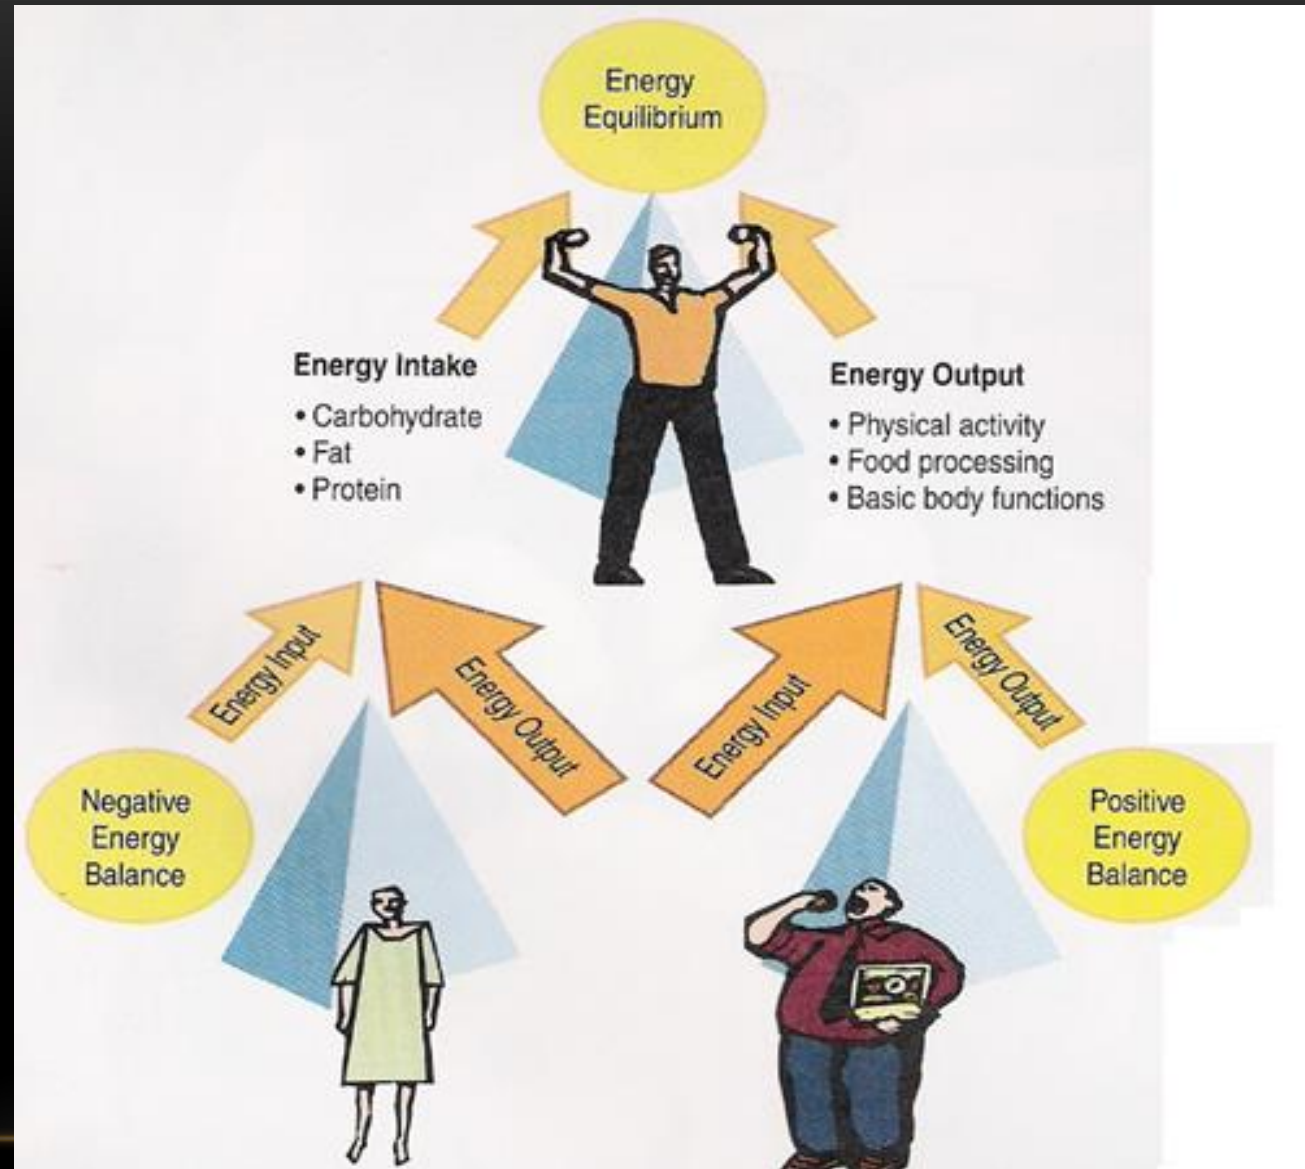 Energy
Equilibrium
Energy Intake
• Carbohydrate
• Fat
• Protein
Energy Output
• Physical activity
• Food processing
• Basic body functions
Energy Input
Energy Output
Energy Input
Energy Output
Negative
Energy
Balance
Positive
Energy
Balance